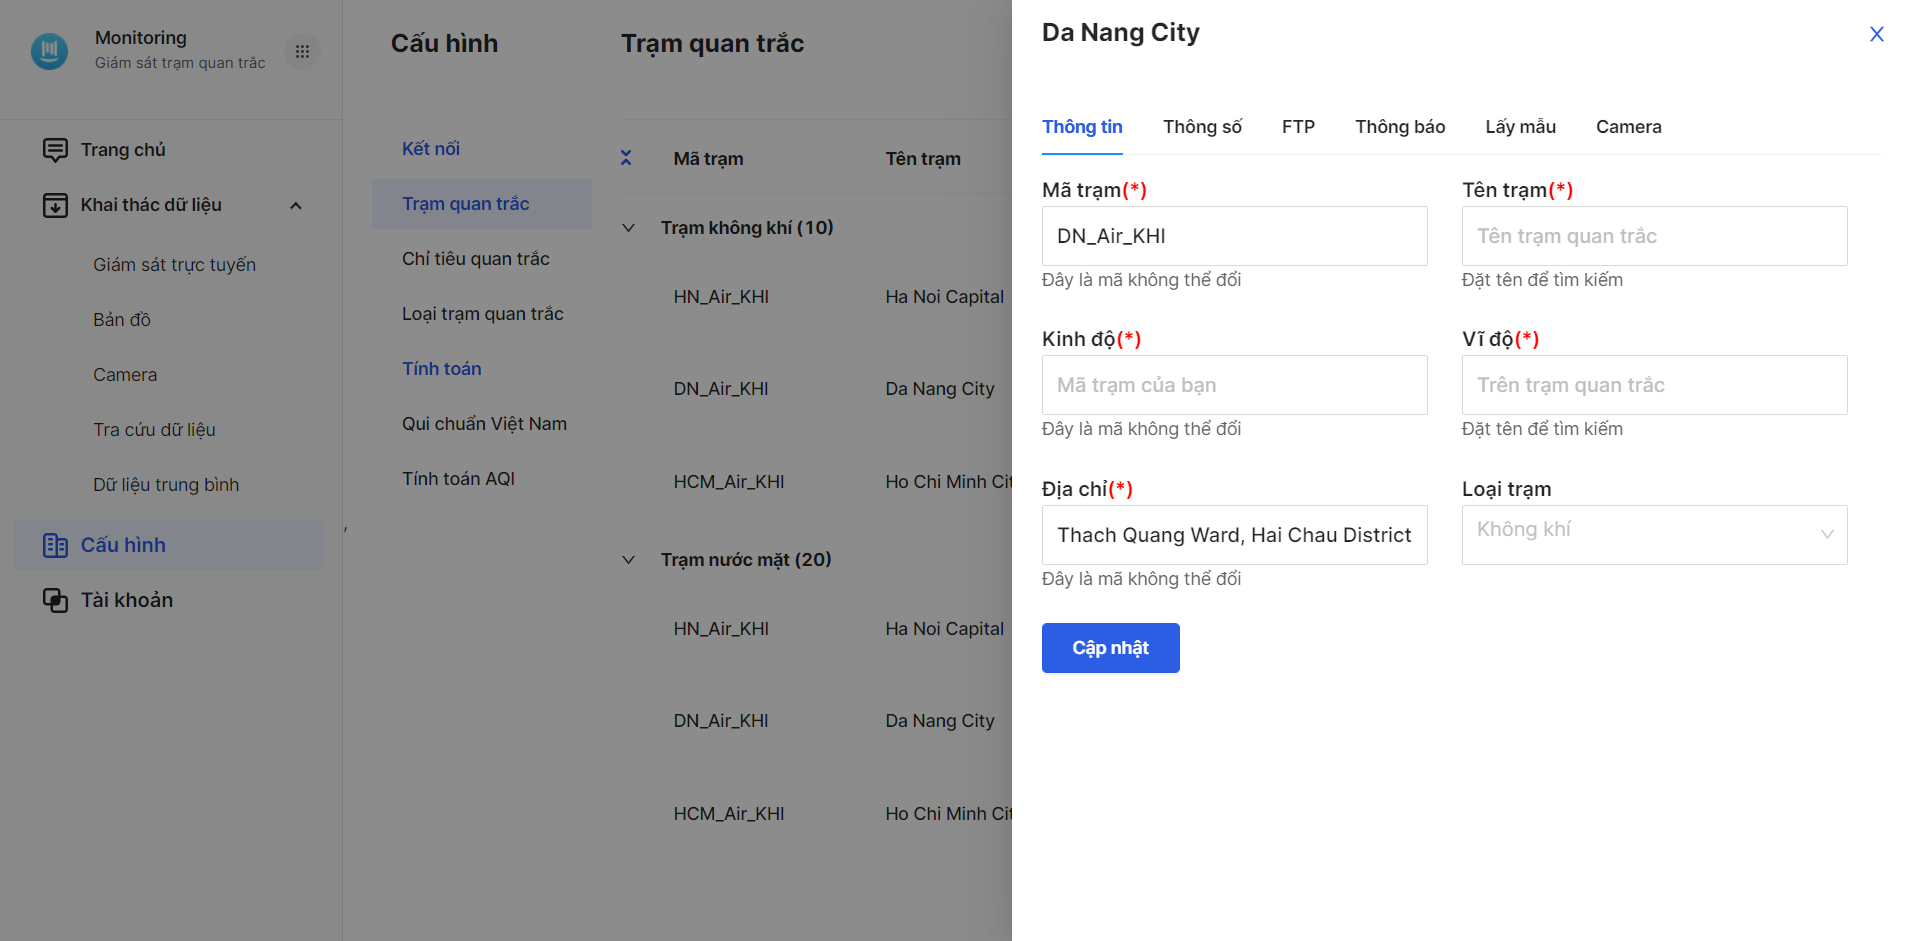 Monitoring
Giám sát trạm quan trắc
Trang chủ
Khai thác dữ liệu
Giám sát trực tuyến
Bản đồ
Camera
Tra cứu dữ liệu
Dữ liệu trung bình
Cấu hình
Tài khoản
,
Cấu hình
Kết nối
Trạm quan trắc
Chỉ tiêu quan trắc
Loại trạm quan trắc
Tính toán
Qui chuẩn Việt Nam
Tính toán AQI
Trạm quan trắc
Mã trạm Tên trạm
Trạm không khí (10)
HN_Air_KHI Ha Noi Capital
DN_Air_KHI Da Nang City
HCM_Air_KHI Ho Chi Minh Cit
Trạm nước mặt (20)
HN_Air_KHI Ha Noi Capital
DN_Air_KHI Da Nang City
HCM_Air_KHI Ho Chi Minh Cit
Da Nang City
Thông tin Thông số FTP Thông báo Lấy mẫu Camera
Mã trạm(*) Tên trạm(*)
DN_Air_KHI Tên trạm quan trắc
Đây là mã không thể đổi Đặt tên để tìm kiếm
Kinh độ(*) Vĩ độ(*)
Mã trạm của bạn Trên trạm quan trắc
Đây là mã không thể đổi Đặt tên để tìm kiếm
Địa chỉ(*) Loại trạm
Thach Quang Ward, Hai Chau District Không khí
Đây là mã không thể đổi
Cập nhật